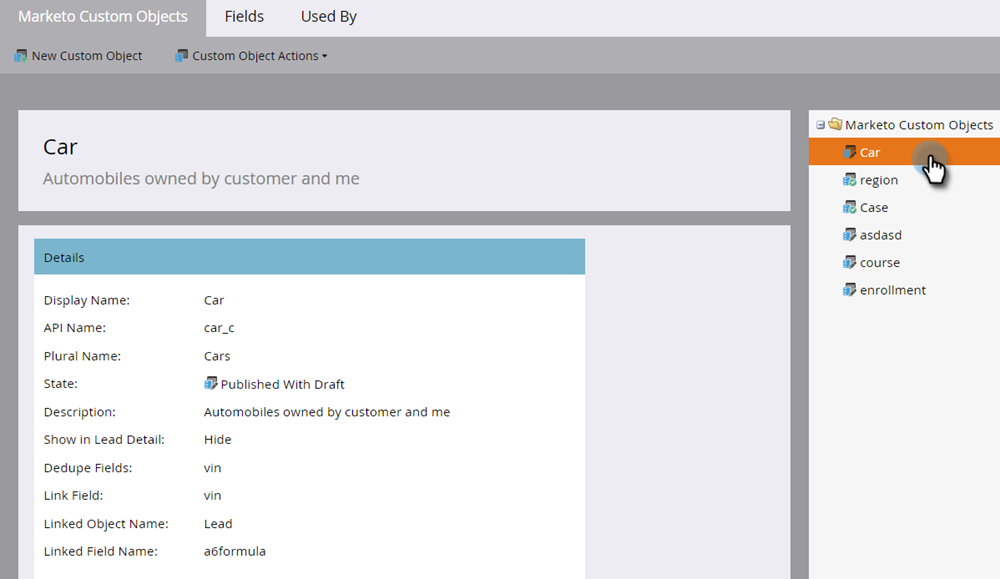 Marketo Custom Objects Fields Used By
New Custom Object Custom Object Actions
Car
Automobiles owned by customer and me
Details
Display Name: Car
API Name: car_c
Plural Name: Cars
State: Published With Draft
Description: Automobiles owned by customer and me
Show in Lead Detail: Hide
Dedupe Fields: vin
Link Field: vin
Linked Object Name: Lead
Linked Field Name: a6formula
Marketo Custom Objects
Car
region
Case
asdasd
course
enrollment